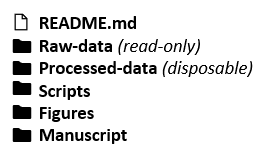 README.md
Raw-data (read-only)
Processed-data (disposable)
Scripts
Figures
Manuscript